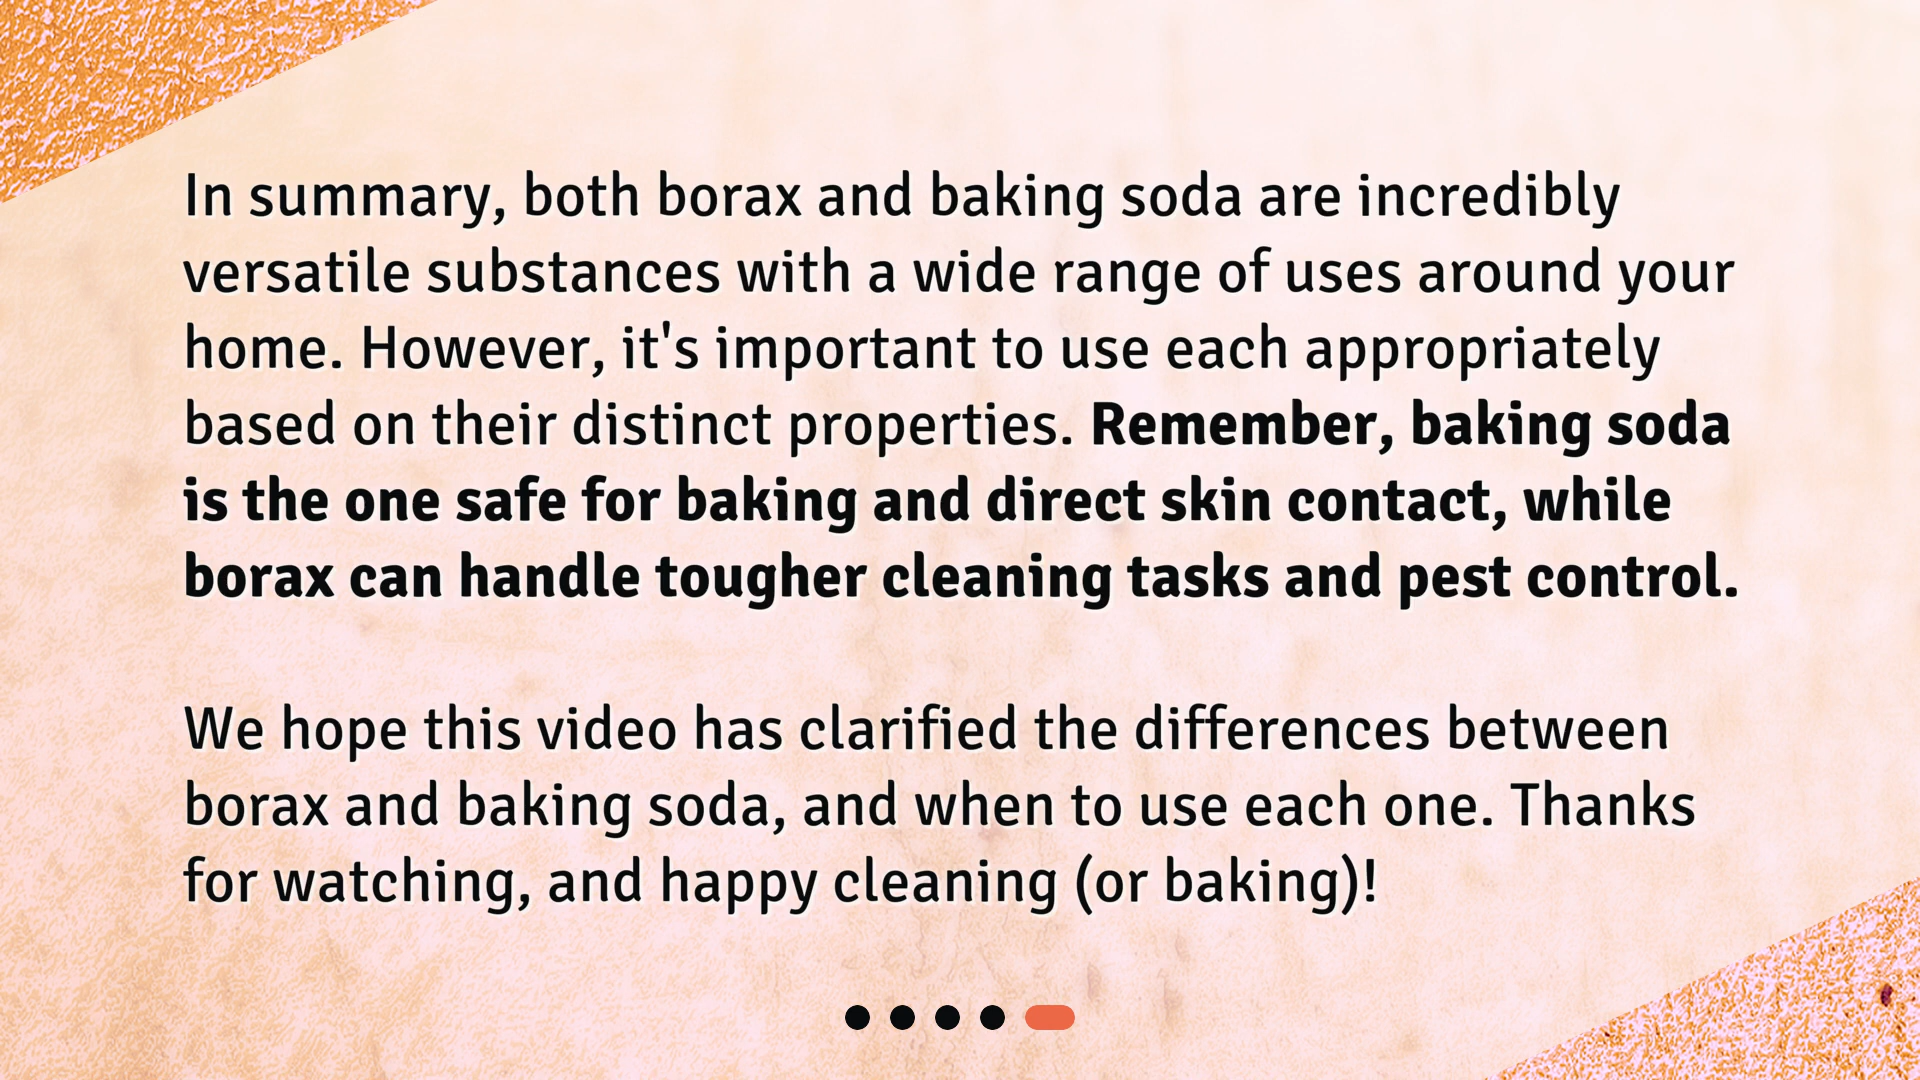 In summary, both borax and baking soda are incredibly
versatile substances with a wide range of uses around your
home. However, it's important to use each appropriately
based on their distinct properties. Remember, baking soda
is the one safe for baking and direct skin contact, while
borax can handle tougher cleaning tasks and pest control.
We hope this video has clarified the differences between
borax and baking soda, and when to use each one. Thanks
for watching, and happy cleaning (or baking)!